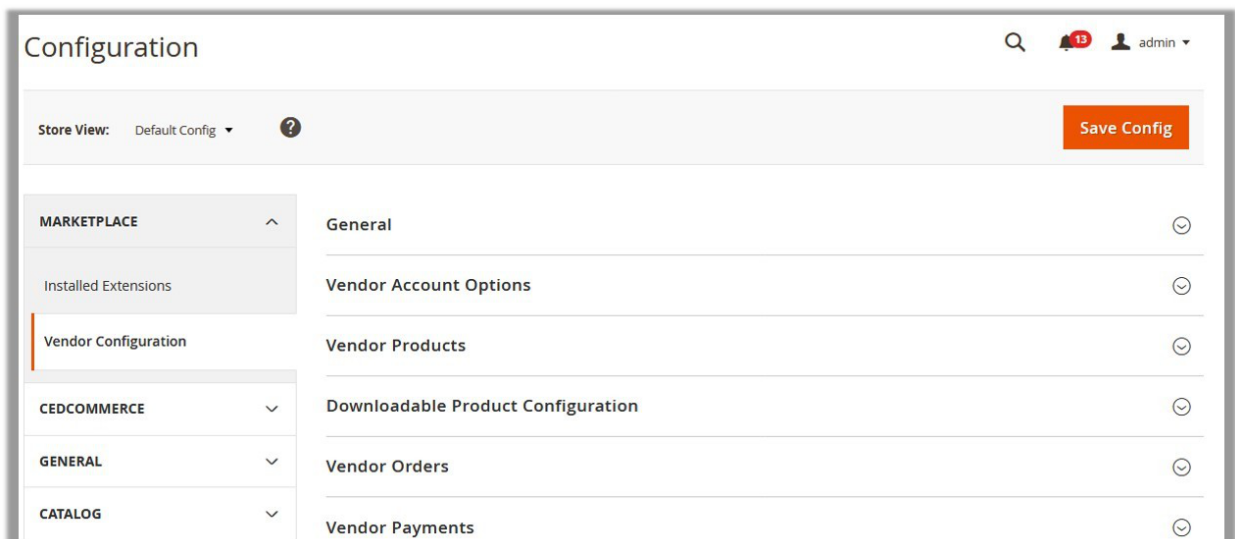 Configuration
13
admin
Store View: Default Config
?
Save Config
MARKETPLACE
Installed Extensions
Vendor Configuration
CEDCOMMERCE
GENERAL
CATALOG
General
Vendor Account Options
Vendor Products
Downloadable Product Configuration
Vendor Orders
Vendor Payments